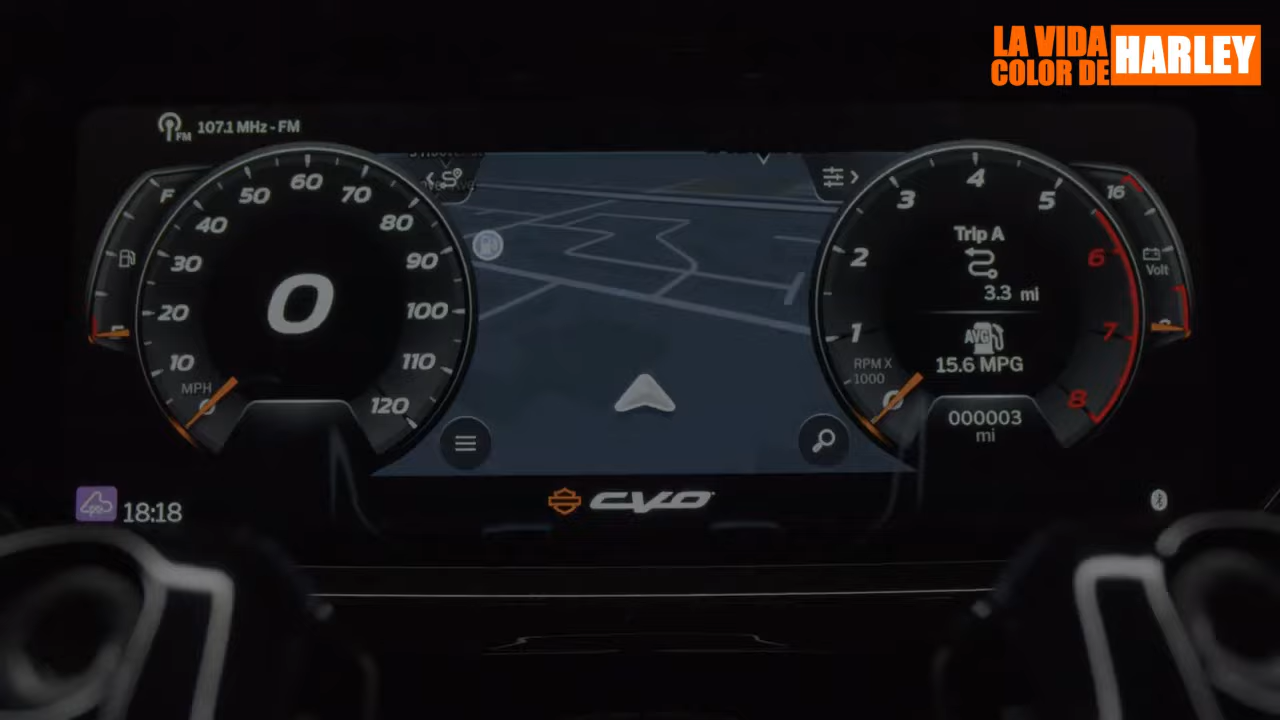 LA VIDA
COLOR DE HARLEY
FM 107.1 MHz - FM
F
50 60 70
40 80
30 90
20 100
10 110
MPH
0 120
0
3 4 5
2 6
1 7
0 8
RPM X
1000
16
Volt
Trip A
3.3 mi
AVG
15.6 MPG
000003
mi
18:18
CVO